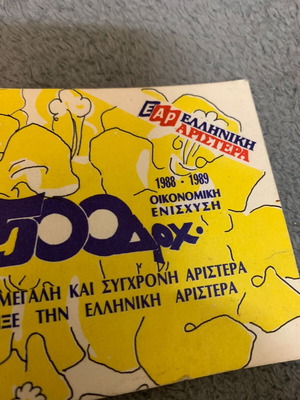 ΕΑΡ ΕΛΛΗΝΙΚΗ
ΑΡΙΣΤΕΡΑ
1988 - 1989
ΟΙΚΟΝΟΜΙΚΗ
ΕΝΙΣΧΥΣΗ
500 Δρχ.
ΜΕΓΑΛΗ ΚΑΙ ΣΥΓΧΡΟΝΗ ΑΡΙΣΤΕΡΑ
ΤΗΝ ΕΛΛΗΝΙΚΗ ΑΡΙΣΤΕΡΑ